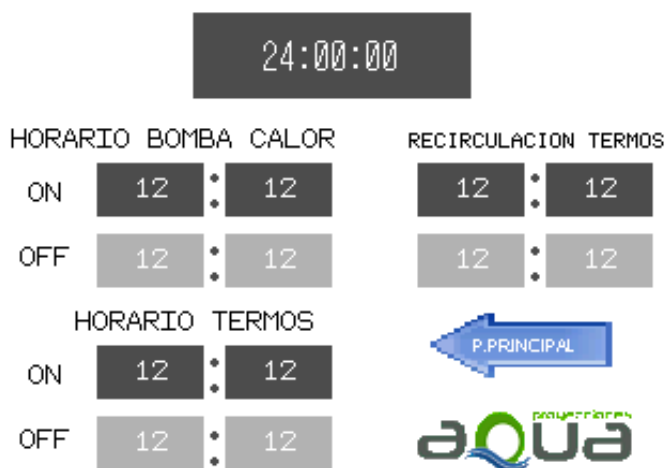 24:00:00
HORARIO BOMBA CALOR
ON 12 : 12
OFF 12 : 12
RECIRCULACION TERMOS
12 : 12
12 : 12
HORARIO TERMOS
ON 12 : 12
OFF 12 : 12
P.PRINCIPAL
proyecciones
aQua